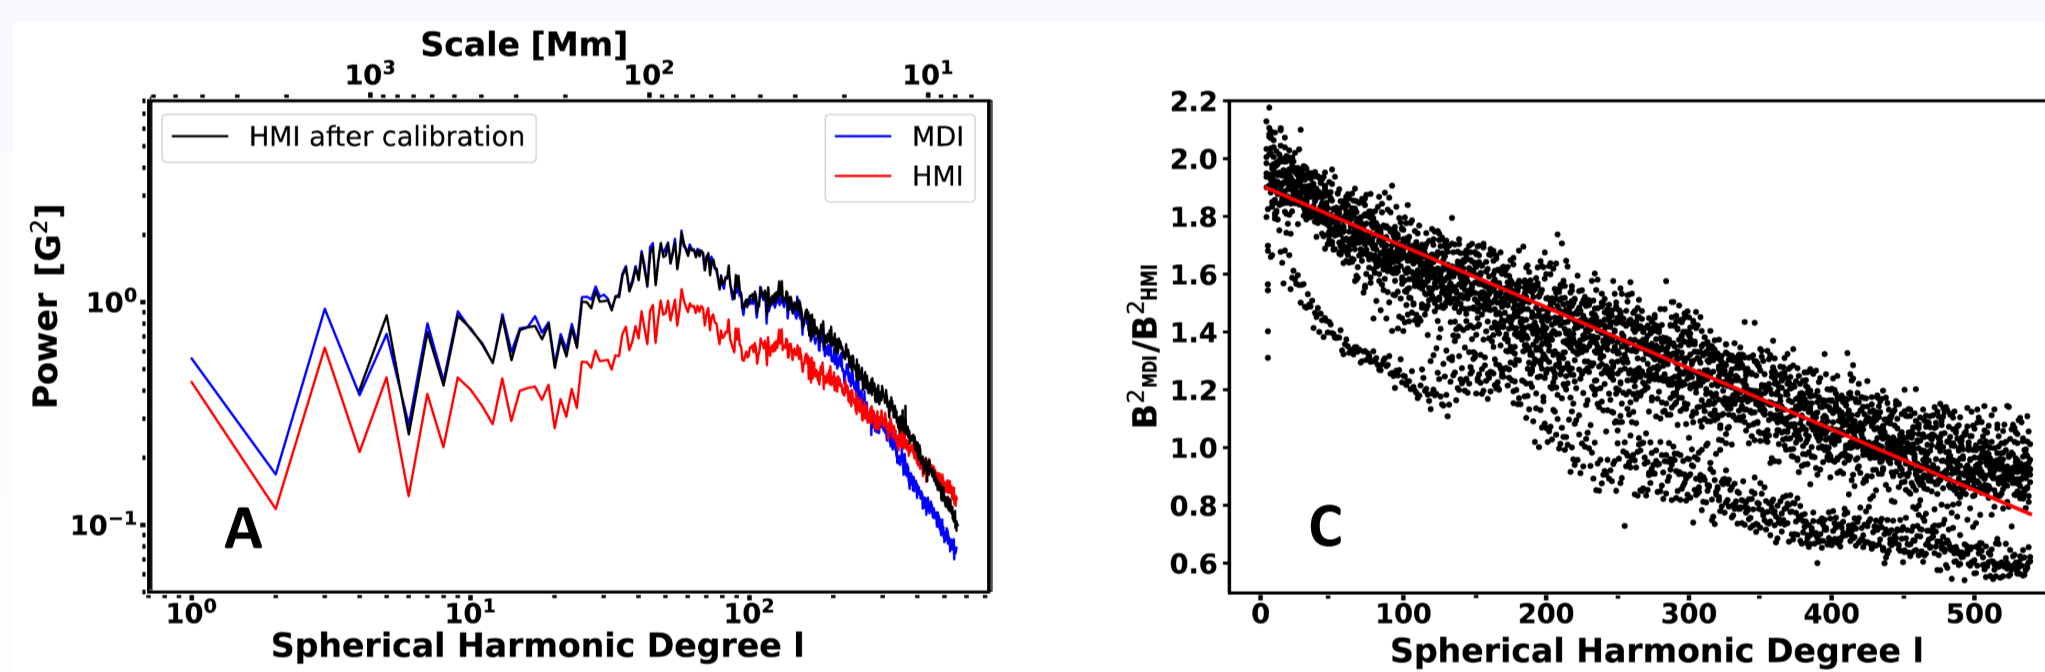 Scale [Mm]
10³ 10² 10¹
HMI after calibration
MDI
HMI
Power [G²]
10⁰
10⁻¹
A
10⁰ 10¹ 10²
Spherical Harmonic Degree l
B²MDI/B²HMI
2.2
2.0
1.8
1.6
1.4
1.2
1.0
0.8
0.6
C
0 100 200 300 400 500
Spherical Harmonic Degree l